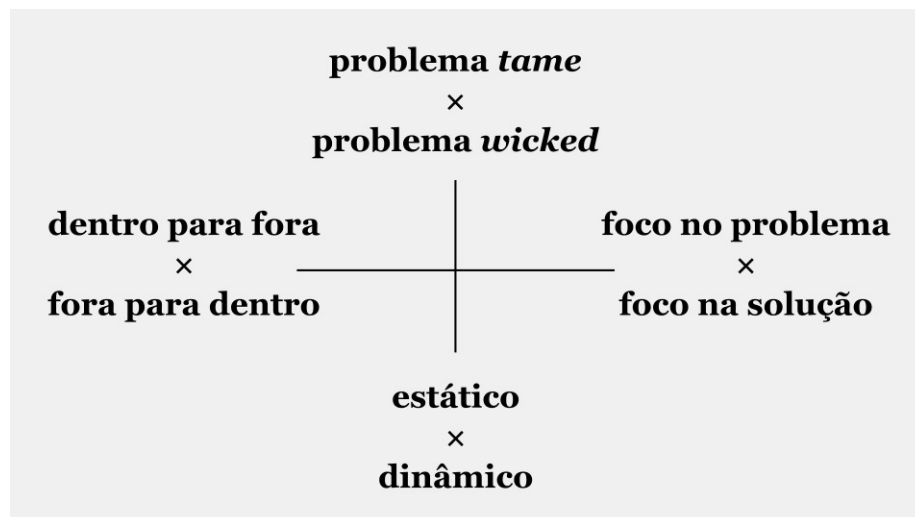 problema tame
×
problema wicked
dentro para fora
×
fora para dentro
foco no problema
×
foco na solução
estático
×
dinâmico